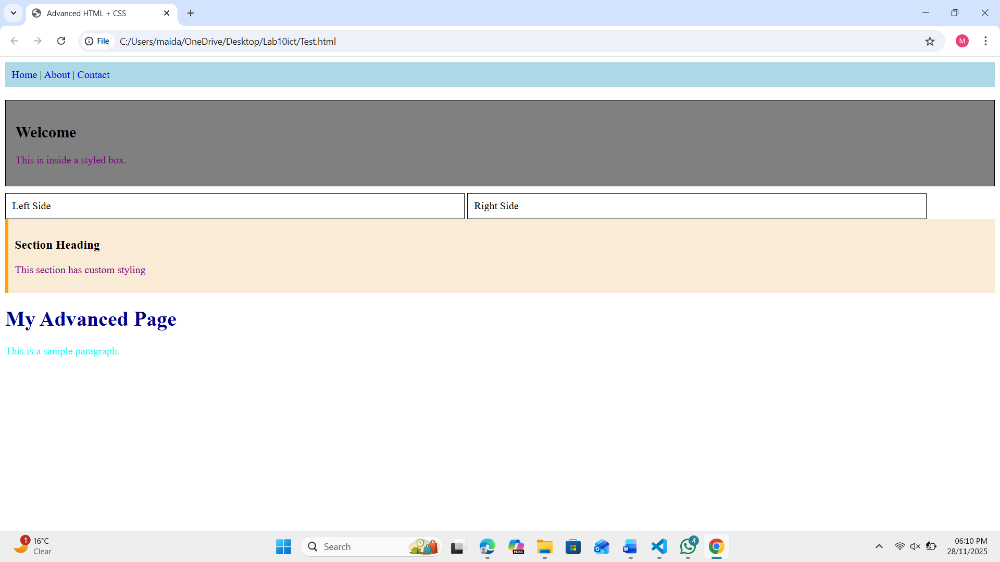 Advanced HTML + CSS
File C:/Users/maida/OneDrive/Desktop/Lab10ict/Test.html
M
Home | About | Contact
Welcome
This is inside a styled box.
Left Side Right Side
Section Heading
This section has custom styling
My Advanced Page
This is a sample paragraph.
1 16°C
Clear
Search
M365
O
W
4
06:10 PM
28/11/2025